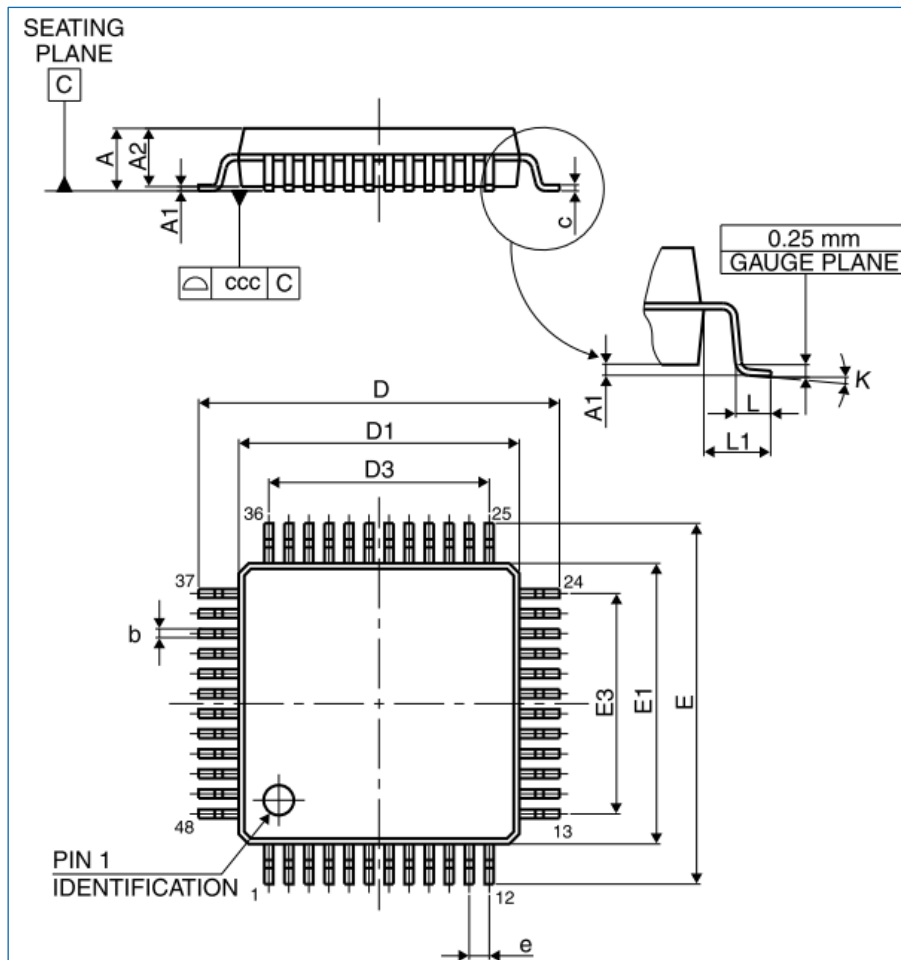 SEATING
PLANE
C
A
A2
A1
c
ccc C
0.25 mm
GAUGE PLANE
A1
L
L1
K
D
D1
D3
36
25
37
24
b
E3
E1
E
48
13
PIN 1
IDENTIFICATION
1
12
e